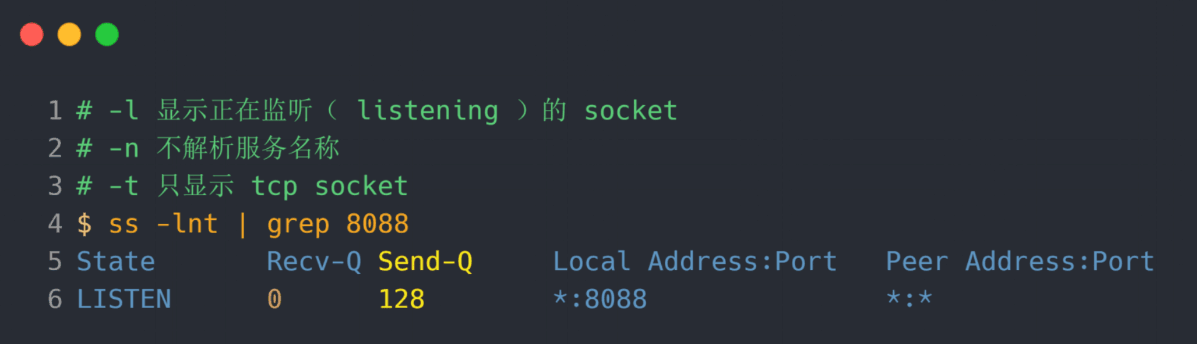 1 # -l 显示正在监听（ listening ）的 socket
2 # -n 不解析服务名称
3 # -t 只显示 tcp socket
4 $ ss -lnt | grep 8088
5 State Recv-Q Send-Q Local Address:Port Peer Address:Port
6 LISTEN 0 128 *:8088 *:*